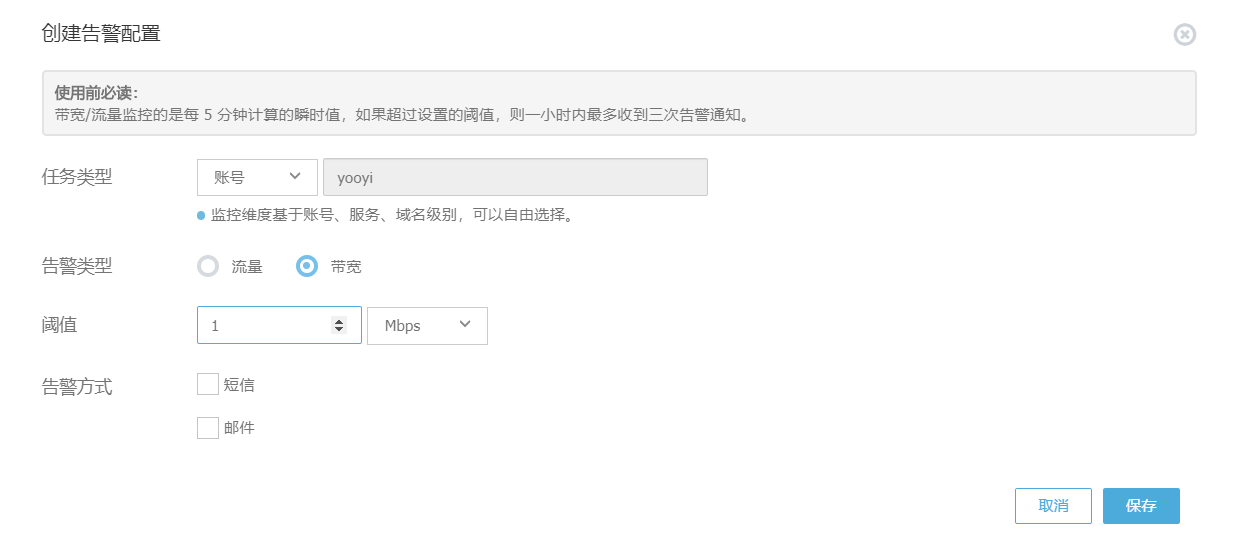 创建告警配置
使用前必读：
带宽/流量监控的是每 5 分钟计算的瞬时值，如果超过设置的阈值，则一小时内最多收到三次告警通知。
任务类型 账号 yooyi
监控维度基于账号、服务、域名级别，可以自由选择。
告警类型 流量 带宽
阈值 1 Mbps
告警方式 短信
邮件
取消 保存